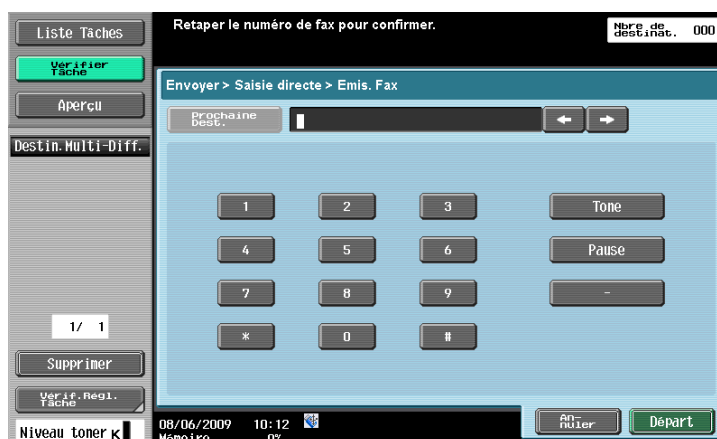 Liste Tâches
Retaper le numéro de fax pour confirmer.
Nbre de destinat. 000
Vérifier Tâche
Aperçu
Envoyer > Saisie directe > Emis. Fax
Prochaine Dest.
Destin.Multi-Diff.
1 2 3 Tone
4 5 6 Pause
7 8 9 -
* 0 #
1/ 1
Supprimer
Vérif.Régl. Tâche
Niveau toner K
08/06/2009 10:12
Mémoire 0%
An- nuler
Départ